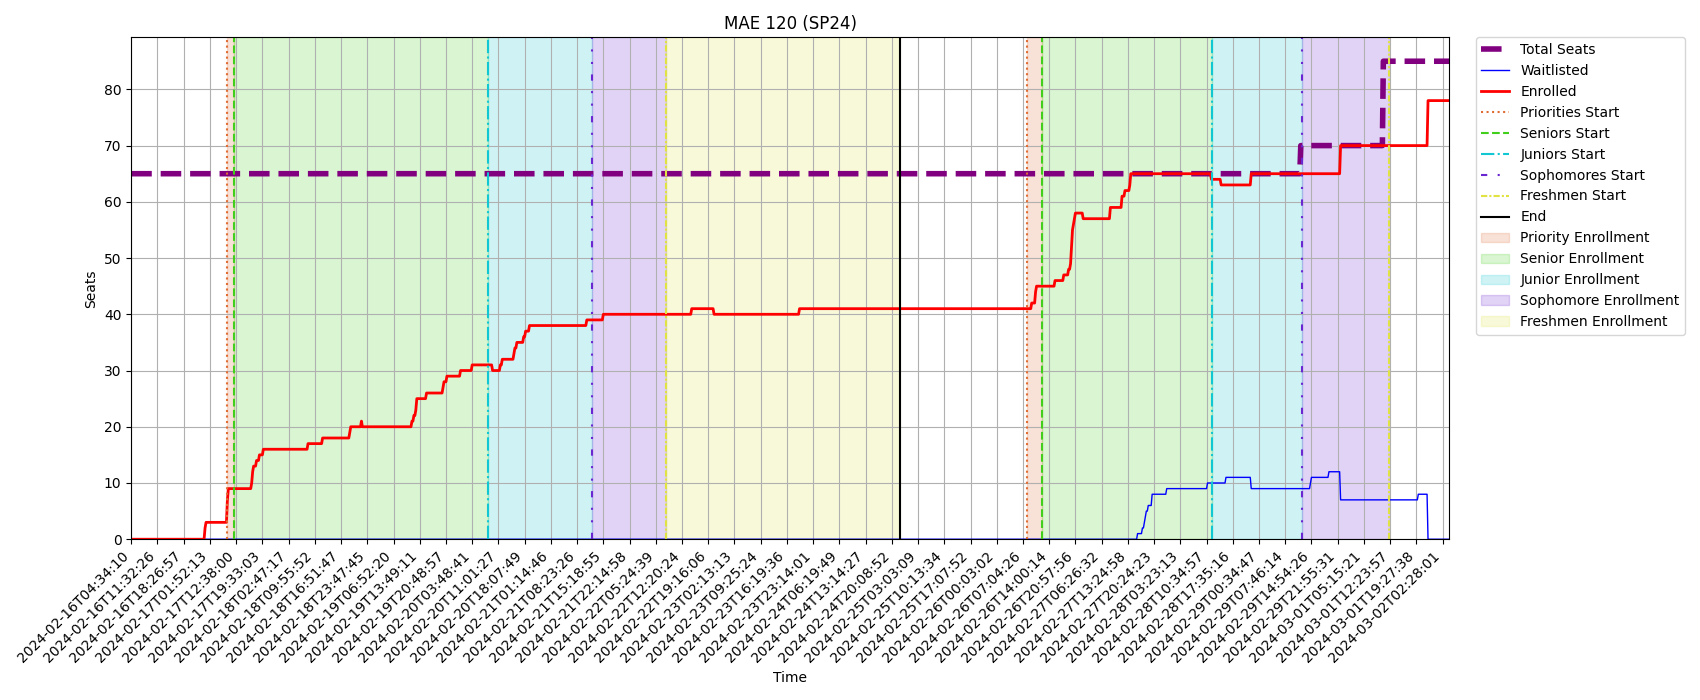 MAE 120 (SP24)
Seats
80
70
60
50
40
30
20
10
0
2024-02-16T04:34:10
2024-02-16T11:32:26
2024-02-16T18:26:57
2024-02-17T01:52:13
2024-02-17T12:38:00
2024-02-17T19:33:03
2024-02-18T02:47:17
2024-02-18T09:55:52
2024-02-18T16:51:47
2024-02-18T23:47:45
2024-02-19T06:52:20
2024-02-19T13:49:11
2024-02-19T20:48:57
2024-02-20T03:48:41
2024-02-20T11:01:27
2024-02-20T18:07:49
2024-02-21T01:14:46
2024-02-21T08:23:26
2024-02-21T15:18:55
2024-02-21T22:14:58
2024-02-22T05:24:39
2024-02-22T12:20:24
2024-02-22T19:16:05
2024-02-23T02:13:13
2024-02-23T09:25:24
2024-02-23T16:19:36
2024-02-23T23:14:01
2024-02-24T06:19:49
2024-02-24T13:14:27
2024-02-24T20:08:52
2024-02-25T03:03:09
2024-02-25T10:13:34
2024-02-25T17:07:52
2024-02-26T00:03:02
2024-02-26T07:04:26
2024-02-26T14:00:14
2024-02-26T20:57:56
2024-02-27T06:26:32
2024-02-27T13:24:58
2024-02-27T20:24:23
2024-02-28T03:23:13
2024-02-28T10:34:57
2024-02-28T17:35:16
2024-02-29T00:34:47
2024-02-29T07:46:14
2024-02-29T14:54:26
2024-02-29T21:55:31
2024-03-01T05:15:21
2024-03-01T12:23:57
2024-03-01T19:27:38
2024-03-02T02:28:01
Time
Total Seats
Waitlisted
Enrolled
Priorities Start
Seniors Start
Juniors Start
Sophomores Start
Freshmen Start
End
Priority Enrollment
Senior Enrollment
Junior Enrollment
Sophomore Enrollment
Freshmen Enrollment